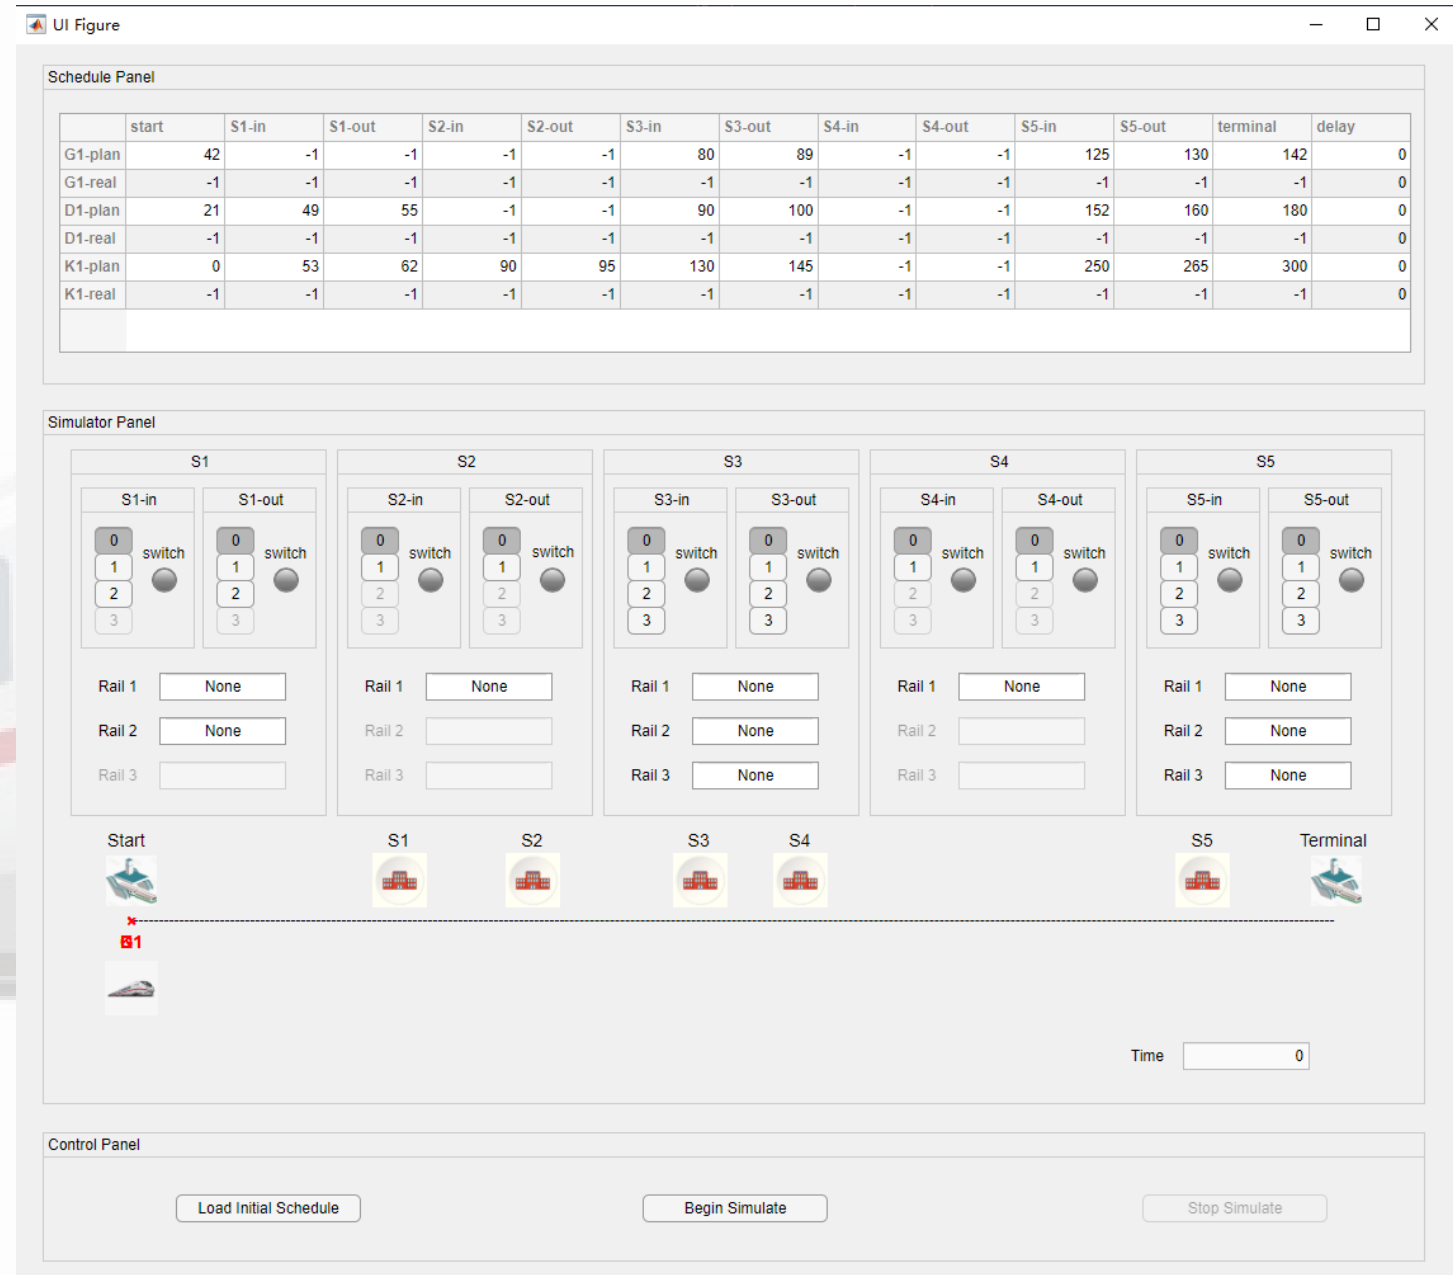 UI Figure
Schedule Panel
start S1-in S1-out S2-in S2-out S3-in S3-out S4-in S4-out S5-in S5-out terminal delay
G1-plan 42 -1 -1 -1 -1 80 89 -1 -1 125 130 142 0
G1-real -1 -1 -1 -1 -1 -1 -1 -1 -1 -1 -1 -1 0
D1-plan 21 49 55 -1 -1 90 100 -1 -1 152 160 180 0
D1-real -1 -1 -1 -1 -1 -1 -1 -1 -1 -1 -1 -1 0
K1-plan 0 53 62 90 95 130 145 -1 -1 250 265 300 0
K1-real -1 -1 -1 -1 -1 -1 -1 -1 -1 -1 -1 -1 0
Simulator Panel
S1 S2 S3 S4 S5
S1-in S1-out S2-in S2-out S3-in S3-out S4-in S4-out S5-in S5-out
0 0 0 0 0 0 0 0 0 0
switch switch switch switch switch switch switch switch switch switch
1 1 1 1 1 1 1 1 1 1
2 2 2 2 2 2 2 2 2 2
3 3 3 3 3 3 3 3 3 3
Rail 1 None Rail 1 None Rail 1 None Rail 1 None Rail 1 None
Rail 2 None Rail 2 Rail 2 None Rail 2 Rail 2 None
Rail 3 Rail 3 Rail 3 None Rail 3 Rail 3 None
Start S1 S2 S3 S4 S5 Terminal
Time 0
Control Panel
Load Initial Schedule Begin Simulate Stop Simulate